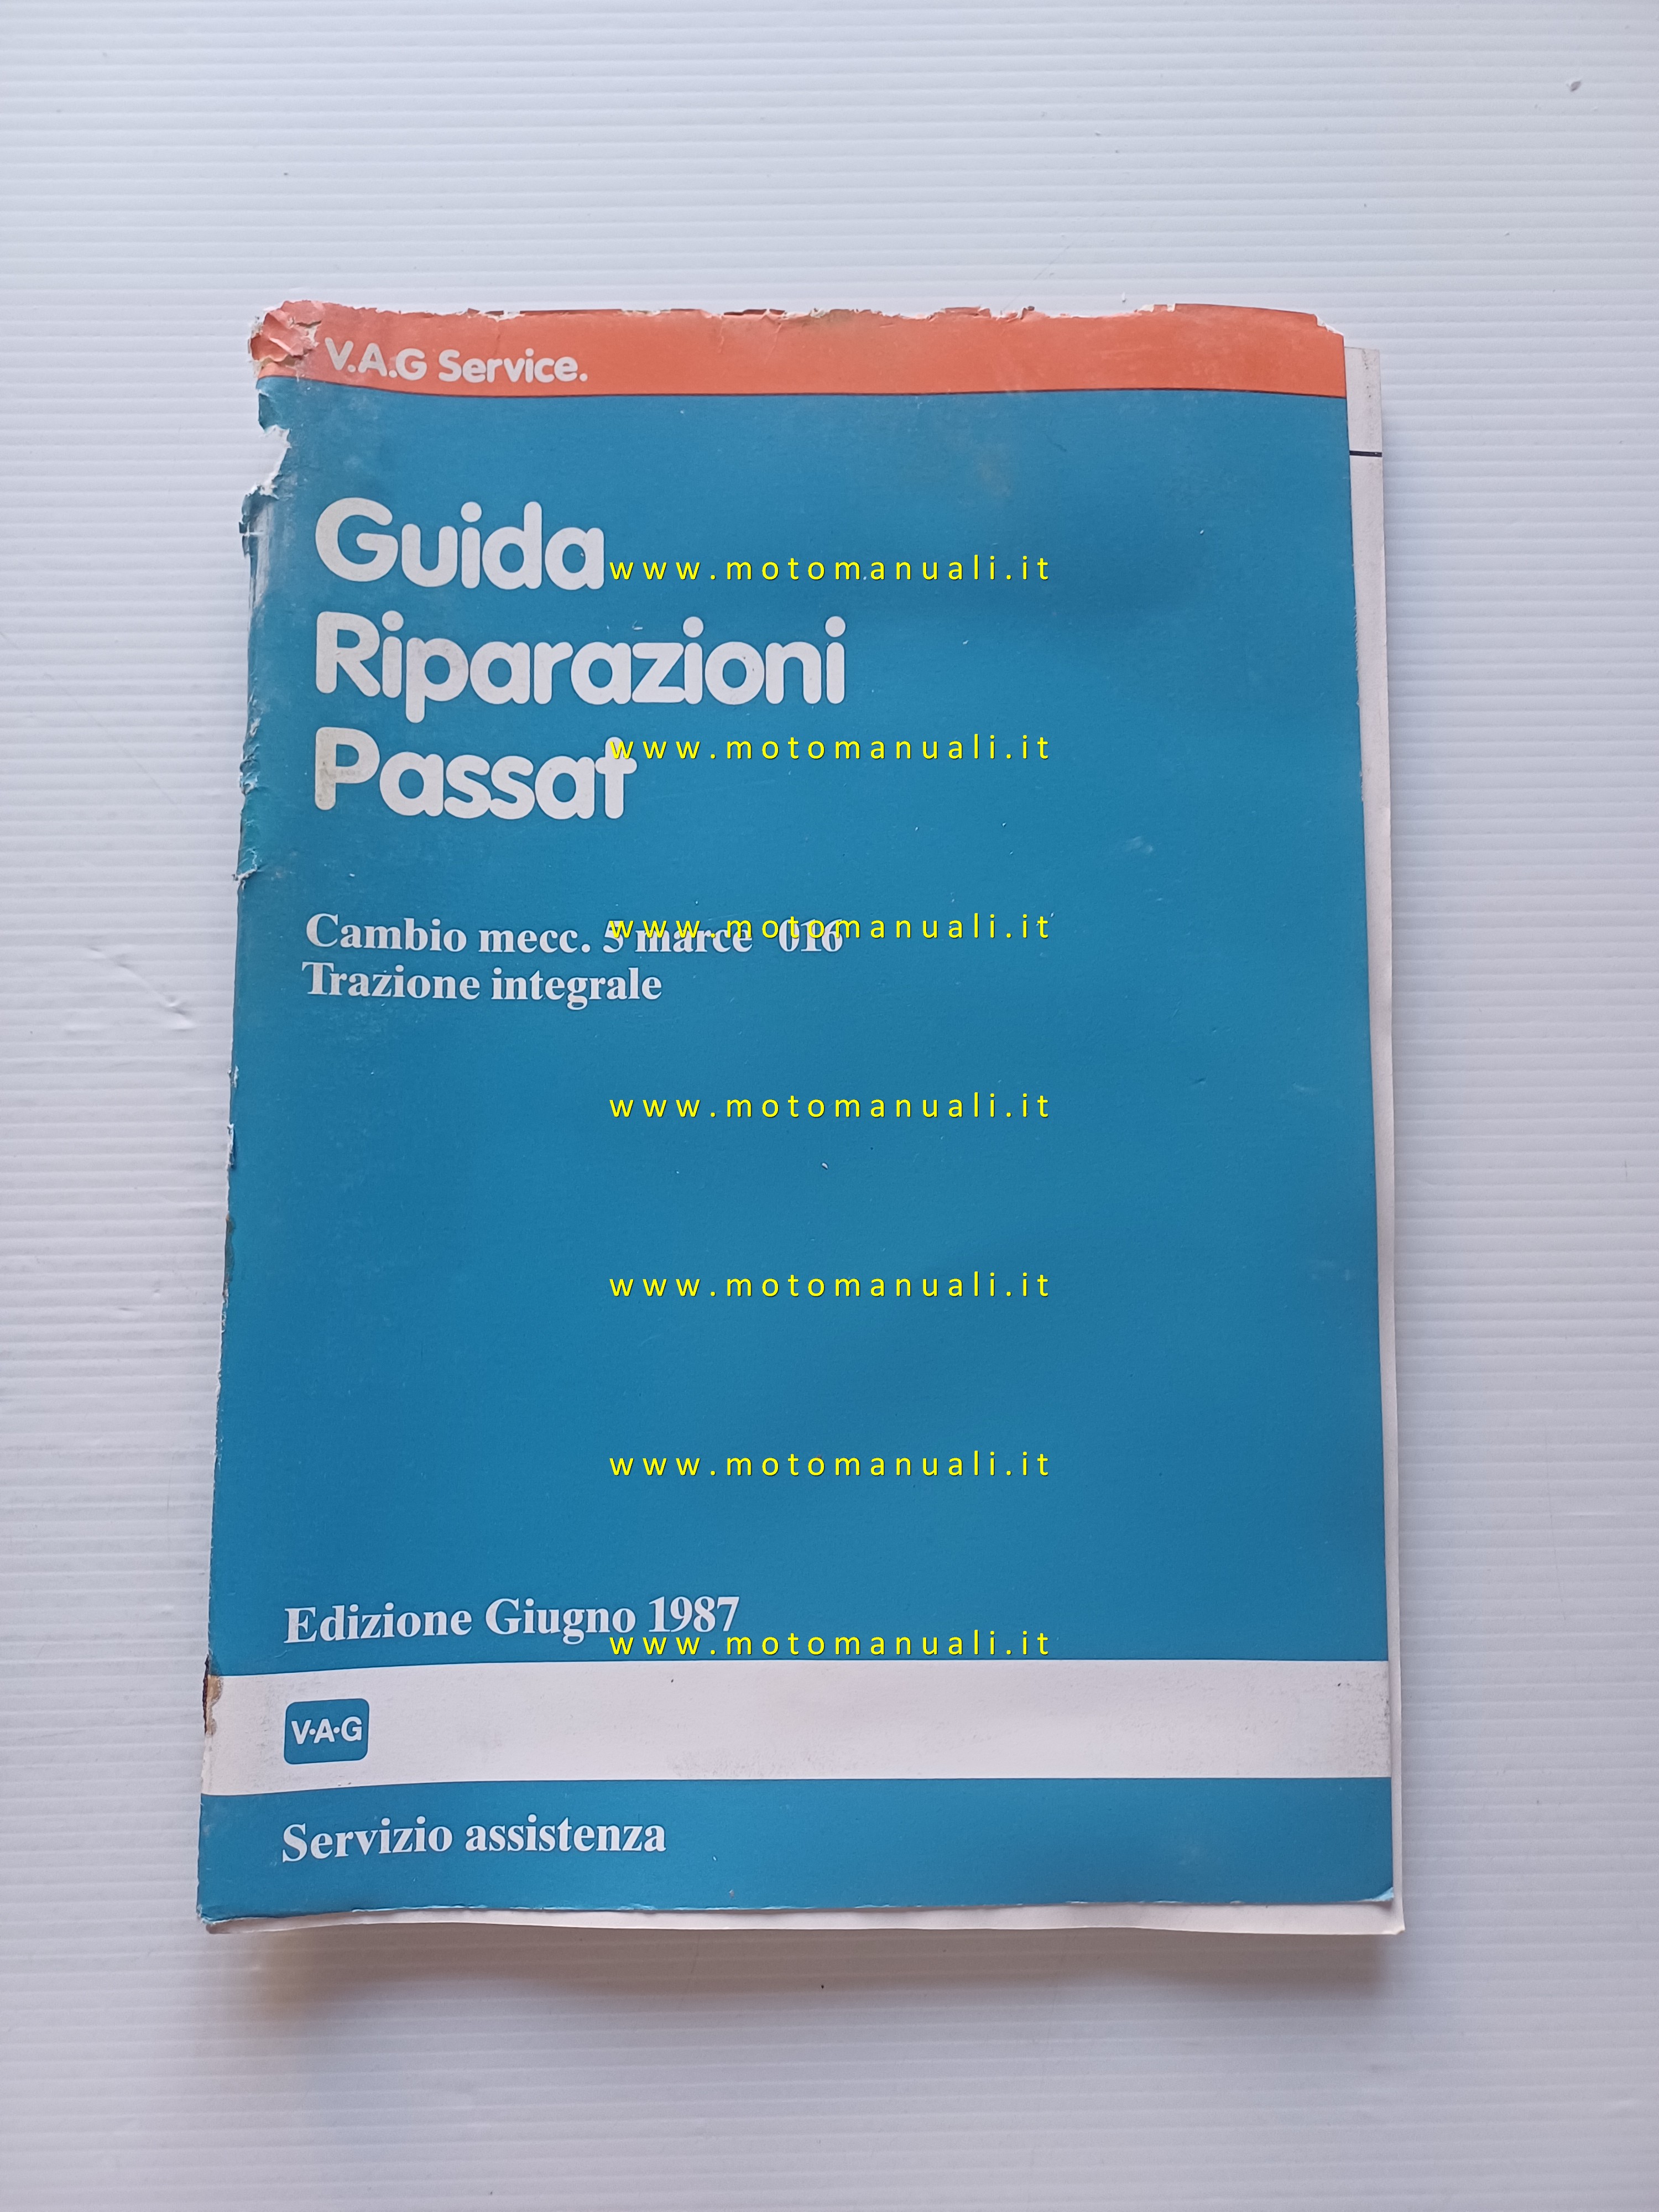 V.A.G Service.
Guida
www.motomanuali.it
Riparazioni
Passat
www.motomanuali.it
Cambio mecc. 5 marce 016
www.motomanuali.it
Trazione integrale
www.motomanuali.it
www.motomanuali.it
www.motomanuali.it
Edizione Giugno 1987
www.motomanuali.it
V·A·G
Servizio assistenza